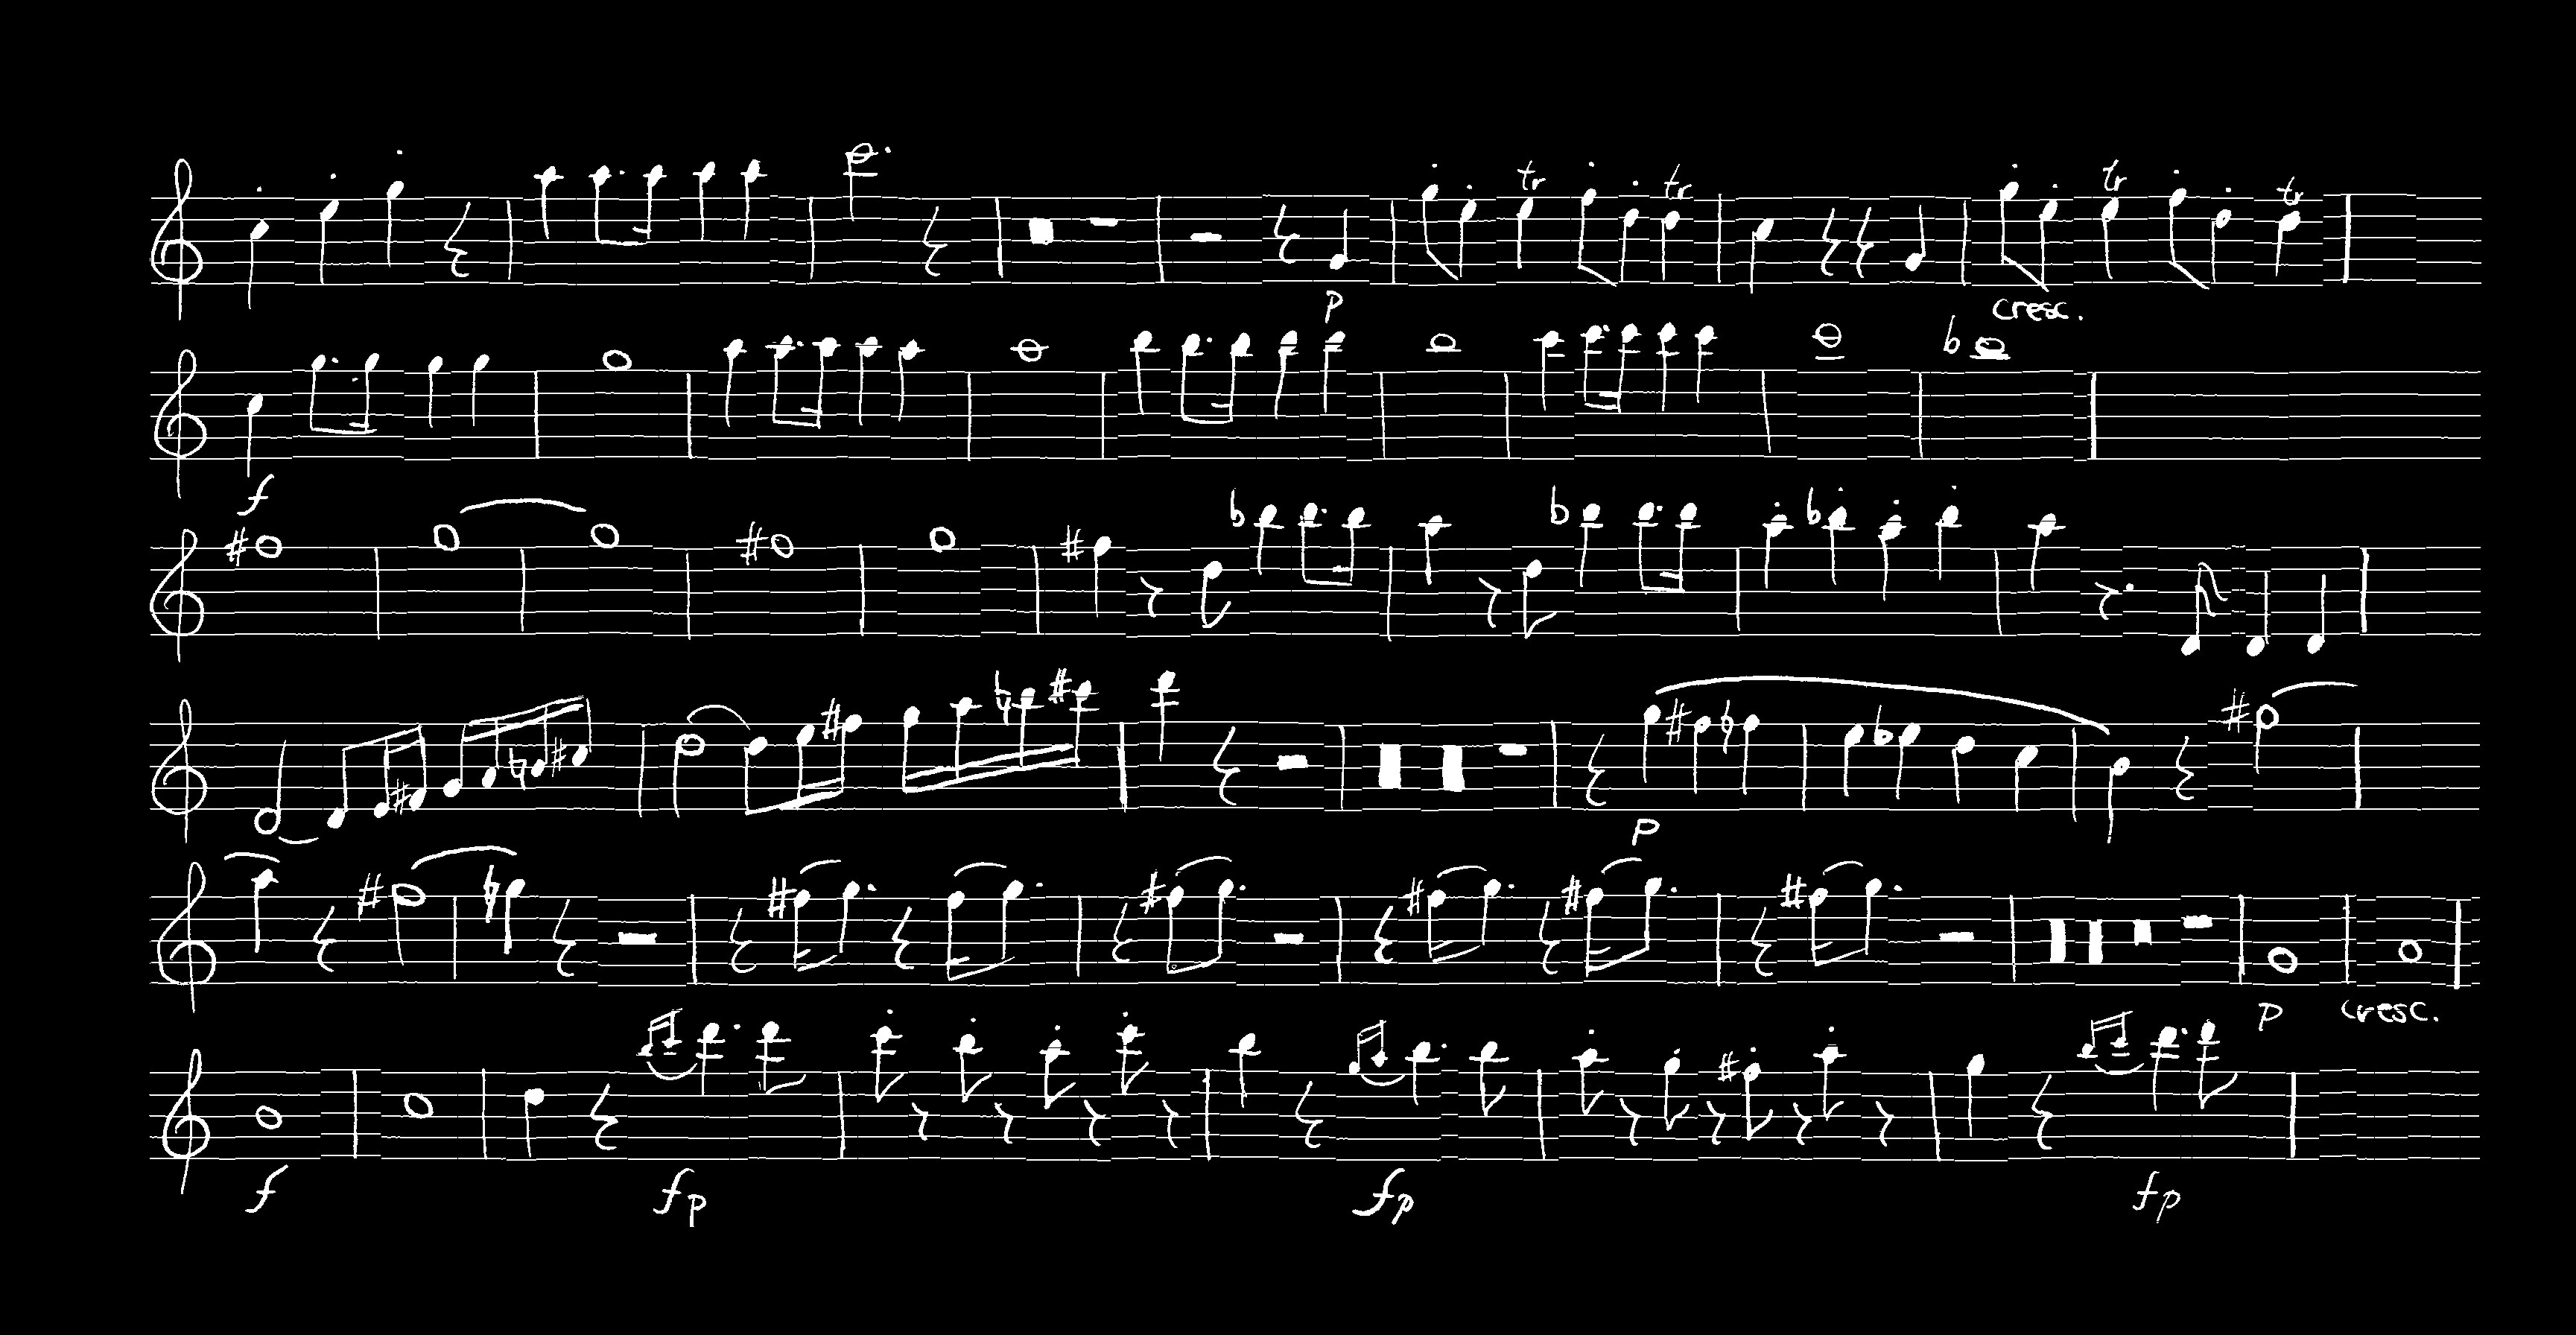 tr tr tr tr
p cresc.
f
p
p cresc.
f fp fp fp